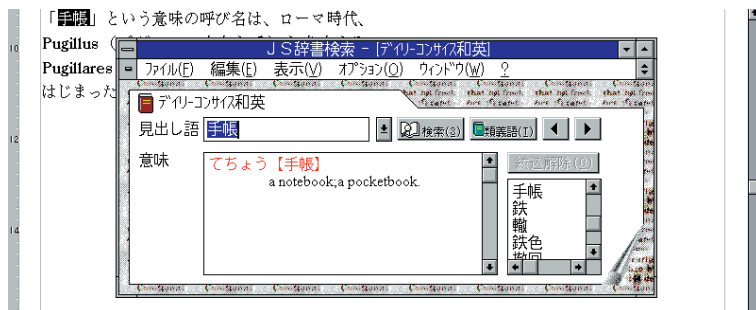 「手帳」という意味の呼び名は、ローマ時代、
Pugillus（
Pugillares
はじまった
10
12
14
ＪＳ辞書検索 - [ﾃﾞｲﾘｰｺﾝｻｲｽ和英]
ﾌｧｲﾙ(F) 編集(E) 表示(V) ｵﾌﾟｼｮﾝ(O) ｳｨﾝﾄﾞｳ(W) ?
ﾃﾞｲﾘｰｺﾝｻｲｽ和英
見出し語 手帳 検索(S) 類義語(T)
意味
てちょう【手帳】
a notebook;a pocketbook.
絞込解除(D)
手帳
鉄
轍
鉄色
撤回